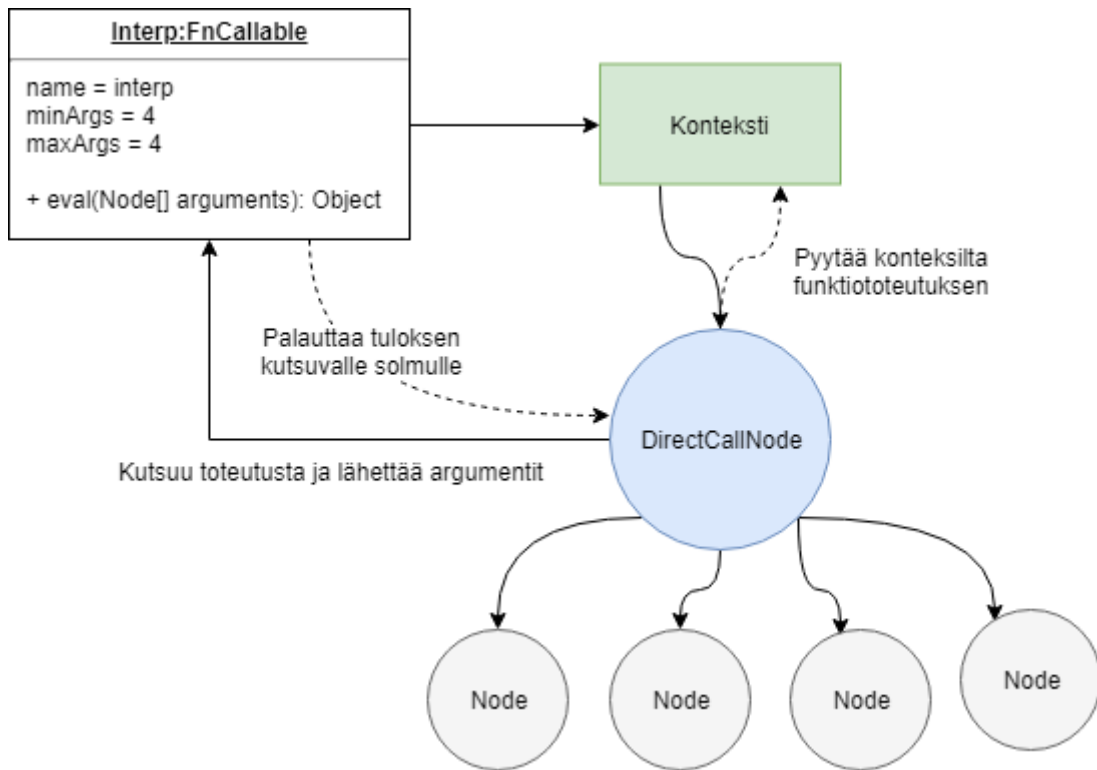 Interp:FnCallable
name = interp
minArgs = 4
maxArgs = 4
+ eval(Node[] arguments): Object
Konteksti
Pyytää konteksilta
funktiototeutuksen
Palauttaa tuloksen
kutsuvalle solmulle
DirectCallNode
Kutsuu toteutusta ja lähettää argumentit
Node
Node
Node
Node